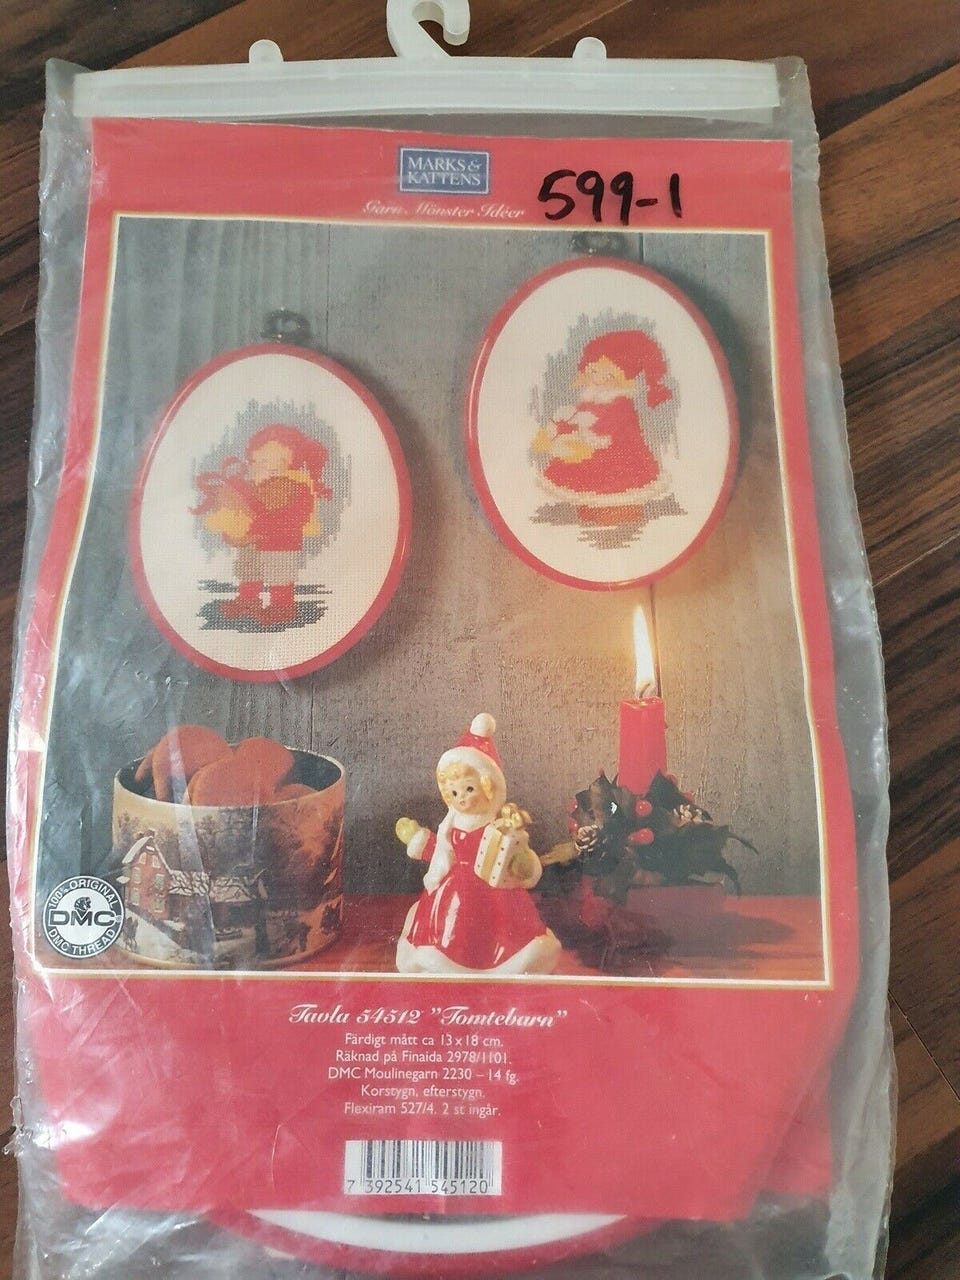 MARKS &
KATTENS
Garn Mönster Idéer
599-1
100% ORIGINAL
DMC
DMC THREAD
Tavla 54512 "Tomtebarn"
Färdigt mått ca 13 x 18 cm.
Räknad på Finaida 2978/1101.
DMC Moulinegarn 2230 – 14 fg.
Korstygn, efterstygn.
Flexiram 527/4. 2 st ingår.
7 392541 545120